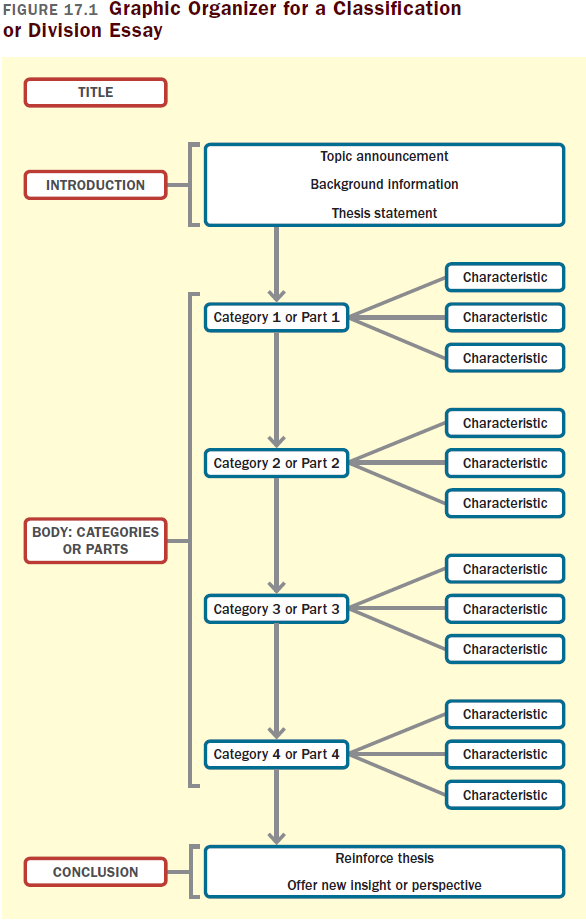 FIGURE 17.1 Graphic Organizer for a Classification
or Division Essay
TITLE
INTRODUCTION
Topic announcement
Background information
Thesis statement
Characteristic
Category 1 or Part 1
Characteristic
Characteristic
Characteristic
Category 2 or Part 2
Characteristic
Characteristic
BODY: CATEGORIES
OR PARTS
Characteristic
Category 3 or Part 3
Characteristic
Characteristic
Characteristic
Category 4 or Part 4
Characteristic
Characteristic
CONCLUSION
Reinforce thesis
Offer new insight or perspective